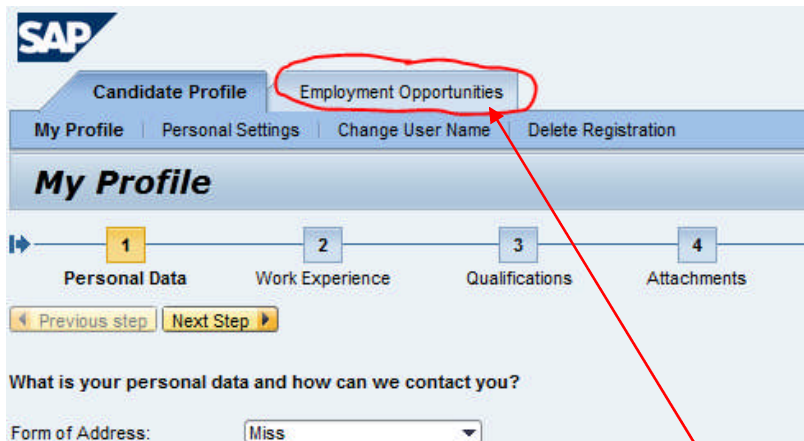 SAP
Candidate Profile Employment Opportunities
My Profile Personal Settings Change User Name Delete Registration
My Profile
1 2 3 4
Personal Data Work Experience Qualifications Attachments
Previous step Next Step
What is your personal data and how can we contact you?
Form of Address: Miss